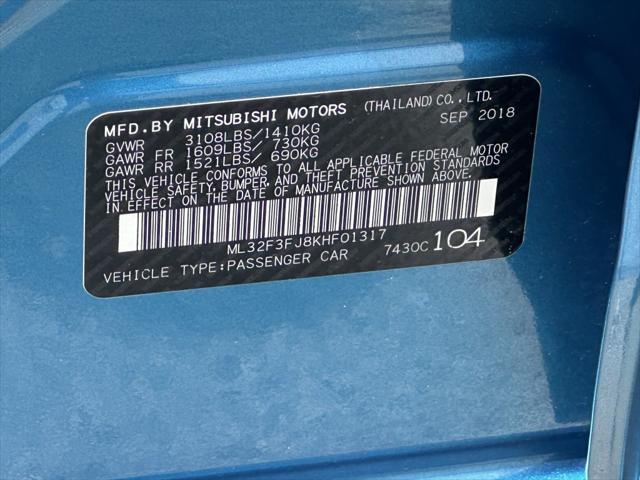 MFD.BY MITSUBISHI MOTORS (THAILAND)CO.,LTD.
SEP 2018
GVWR 3108LBS/1410KG
GAWR FR 1609LBS/ 730KG
GAWR RR 1521LBS/ 690KG
THIS VEHICLE CONFORMS TO ALL APPLICABLE FEDERAL MOTOR
VEHICLE SAFETY, BUMPER, AND THEFT PREVENTION STANDARDS
IN EFFECT ON THE DATE OF MANUFACTURE SHOWN ABOVE.
ML32F3FJ8KHF01317
VEHICLE TYPE:PASSENGER CAR 7430C 104